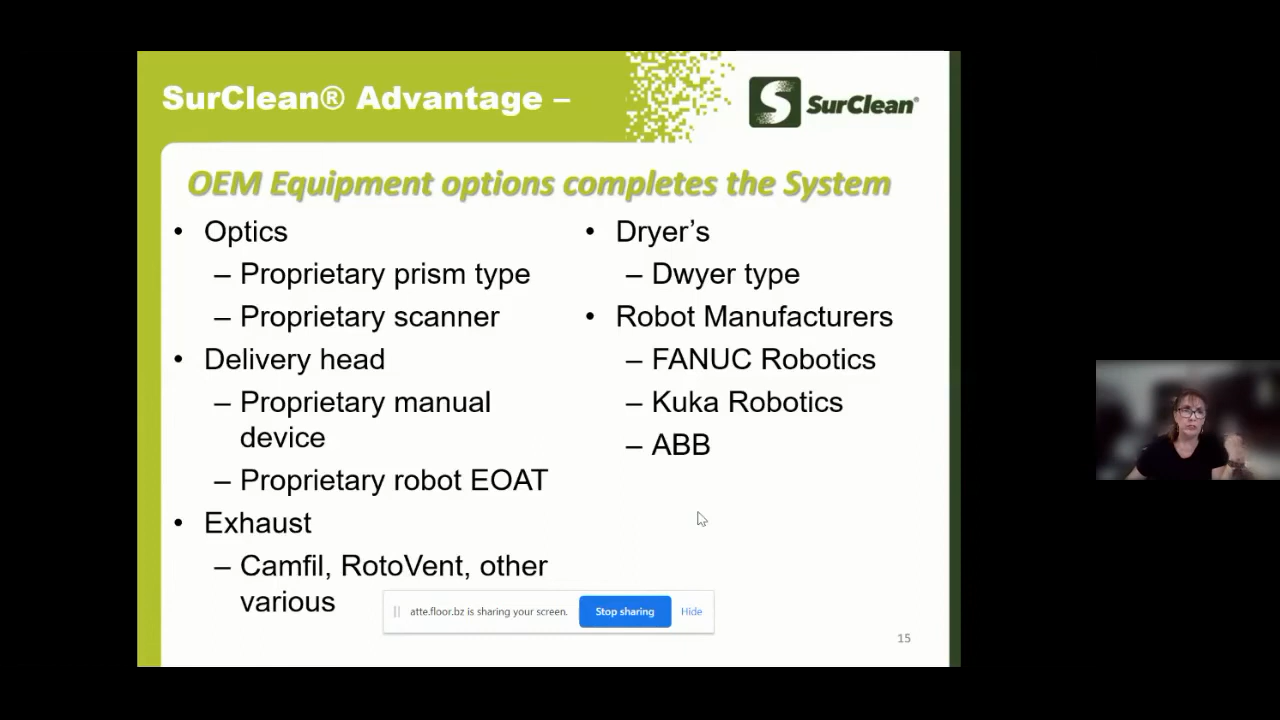 SurClean® Advantage –
SurClean®
OEM Equipment options completes the System
• Optics
– Proprietary prism type
– Proprietary scanner
• Delivery head
– Proprietary manual
device
– Proprietary robot EOAT
• Exhaust
– Camfil, RotoVent, other
various
• Dryer’s
– Dwyer type
• Robot Manufacturers
– FANUC Robotics
– Kuka Robotics
– ABB
atte.floor.bz is sharing your screen. Stop sharing Hide
15